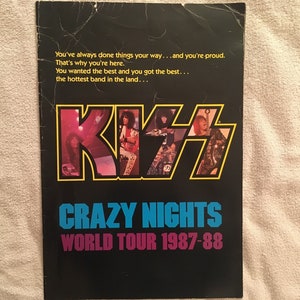 You've always done things your way . . . and you're proud.
That's why you're here.
You wanted the best and you got the best . . .
the hottest band in the land . . .
KISS
CRAZY NIGHTS
WORLD TOUR 1987-88